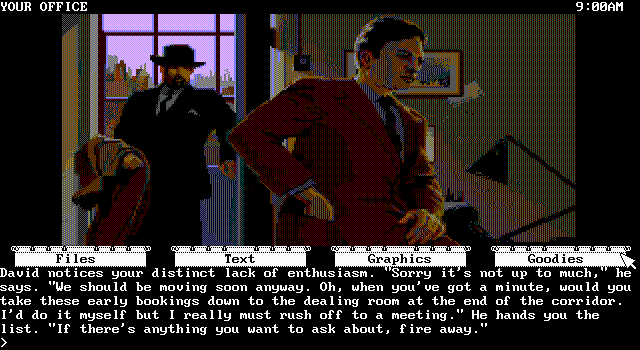 YOUR OFFICE 9:00AM
Files Text Graphics Goodies
David notices your distinct lack of enthusiasm. "Sorry it's not up to much," he
says. "We should be moving soon anyway. Oh, when you've got a minute, would you
take these early bookings down to the dealing room at the end of the corridor.
I'd do it myself but I really must rush off to a meeting." He hands you the
list. "If there's anything you want to ask about, fire away."
>